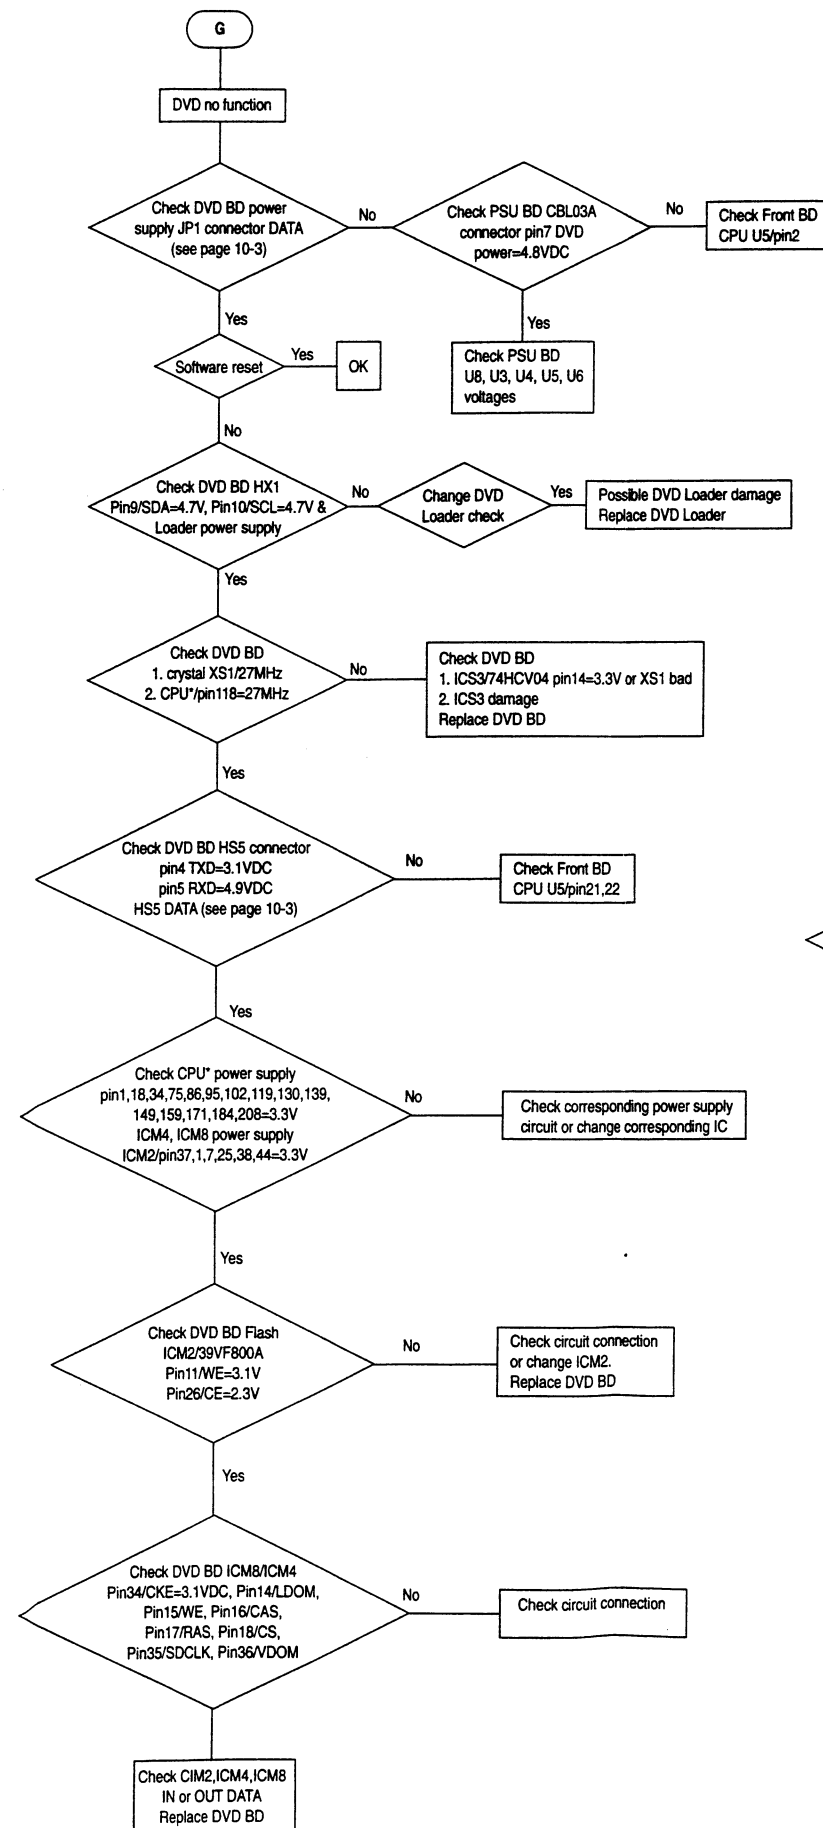 G
DVD no function
Check DVD BD power
supply JP1 connector DATA
(see page 10-3)
No
Check PSU BD CBL03A
connector pin7 DVD
power=4.8VDC
No
Check Front BD
CPU U5/pin2
Yes
Yes
Check PSU BD
U8, U3, U4, U5, U6
voltages
Software reset
Yes
OK
No
Check DVD BD HX1
Pin9/SDA=4.7V, Pin10/SCL=4.7V &
Loader power supply
No
Change DVD
Loader check
Yes
Possible DVD Loader damage
Replace DVD Loader
Yes
Check DVD BD
1. crystal XS1/27MHz
2. CPU*/pin118=27MHz
No
Check DVD BD
1. ICS3/74HCV04 pin14=3.3V or XS1 bad
2. ICS3 damage
Replace DVD BD
Yes
Check DVD BD HS5 connector
pin4 TXD=3.1VDC
pin5 RXD=4.9VDC
HS5 DATA (see page 10-3)
No
Check Front BD
CPU U5/pin21,22
Yes
Check CPU* power supply
pin1,18,34,75,86,95,102,119,130,139,
149,159,171,184,208=3.3V
ICM4, ICM8 power supply
ICM2/pin37,1,7,25,38,44=3.3V
No
Check corresponding power supply
circuit or change corresponding IC
Yes
Check DVD BD Flash
ICM2/39VF800A
Pin11/WE=3.1V
Pin26/CE=2.3V
No
Check circuit connection
or change ICM2.
Replace DVD BD
Yes
Check DVD BD ICM8/ICM4
Pin34/CKE=3.1VDC, Pin14/LDOM,
Pin15/WE, Pin16/CAS,
Pin17/RAS, Pin18/CS,
Pin35/SDCLK, Pin36/VDOM
No
Check circuit connection
Check CIM2,ICM4,ICM8
IN or OUT DATA
Replace DVD BD